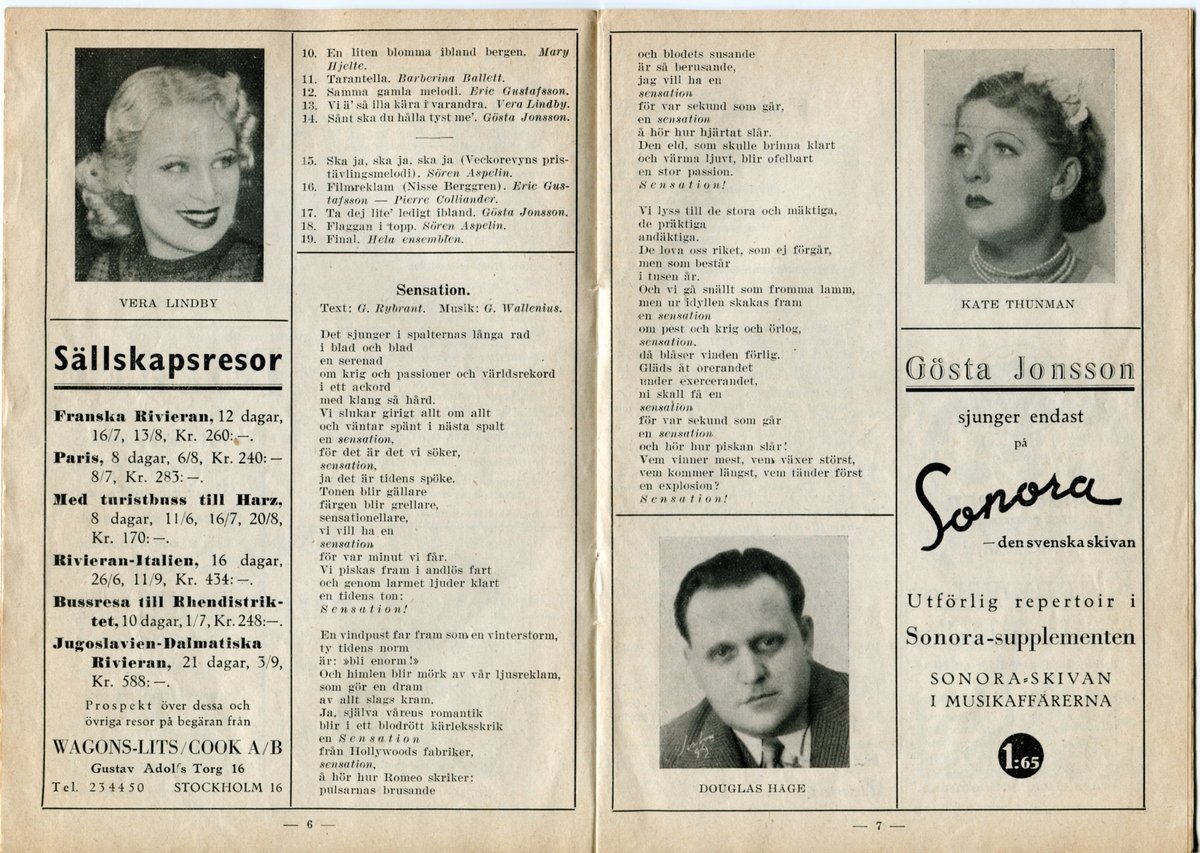 VERA LINDBY
Sällskapsresor
Franska Rivieran, 12 dagar,
16/7, 13/8, Kr. 260:—.
Paris, 8 dagar, 6/8, Kr. 240:—
8/7, Kr. 283:—.
Med turistbuss till Harz,
8 dagar, 11/6, 16/7, 20/8,
Kr. 170:—.
Rivieran-Italien, 16 dagar,
26/6, 11/9, Kr. 434:—.
Bussresa till Rhendistrik-
tet, 10 dagar, 1/7, Kr. 248:—.
Jugoslavien-Dalmatiska
Rivieran, 21 dagar, 3/9,
Kr. 588:—.
Prospekt över dessa och
övriga resor på begäran från
WAGONS-LITS/COOK A/B
Gustav Adolfs Torg 16
Tel. 234450 STOCKHOLM 16
10. En liten blomma ibland bergen. Mary
Hjelte.
11. Tarantella. Barberina Ballett.
12. Samma gamla melodi. Eric Gustafsson.
13. Vi ä' så illa kära i varandra. Vera Lindby.
14. Sånt ska du hålla tyst me'. Gösta Jonsson.
15. Ska ja, ska ja, ska ja (Veckorevyns pris-
tävlingsmelodi). Sören Aspelin.
16. Filmreklam (Nisse Berggren). Eric Gus-
tafsson — Pierre Colliander.
17. Ta dej lite' ledigt ibland. Gösta Jonsson.
18. Flaggan i topp. Sören Aspelin.
19. Final. Hela ensemblen.
Sensation.
Text: G. Rybrant. Musik: G. Wallenius.
Det sjunger i spalternas långa rad
i blad och blad
en serenad
om krig och passioner och världsrekord
i ett ackord
med klang så hård.
Vi slukar girigt allt om allt
och väntar spänt i nästa spalt
en sensation,
för det är det vi söker,
sensation,
ja det är tidens spöke.
Tonen blir gällare
färgen blir grellare,
sensationellare,
vi vill ha en
sensation
för var minut vi får.
Vi piskas fram i andlös fart
och genom larmet ljuder klart
en tidens ton:
Sensation!
En vindpust far fram som en vinterstorm,
ty tidens norm
är: »bli enorm!»
Och himlen blir mörk av vår ljusreklam,
som gör en dram
av allt slags kram.
Ja, själva vårens romantik
blir i ett blodrött kärleksskrik
en Sensation
från Hollywoods fabriker,
sensation,
å hör hur Romeo skriker:
pulsarnas brusande
— 6 —
och blodets susande
är så berusande,
jag vill ha en
sensation
för var sekund som går,
en sensation
å hör hur hjärtat slår.
Den eld, som skulle brinna klart
och värma ljuvt, blir ofelbart
en stor passion.
Sensation!
Vi lyss till de stora och mäktiga,
de präktiga
andäktiga.
De lova oss riket, som ej förgår,
men som består
i tusen år.
Och vi gå snällt som fromma lamm,
men ur idyllen skakas fram
en sensation
om pest och krig och örlog,
sensation,
då blåser vinden förlig.
Gläds åt orerandet
under exercerandet,
ni skall få en
sensation
för var sekund som går
en sensation
och hör hur piskan slår!
Vem vinner mest, vem växer störst,
vem kommer längst, vem tänder först
en explosion?
Sensation!
DOUGLAS HÅGE
— 7 —
KATE THUNMAN
Gösta Jonsson
sjunger endast
på
Sonora
— den svenska skivan
Utförlig repertoir i
Sonora-supplementen
SONORA-SKIVAN
I MUSIKAFFÄRERNA
1:65